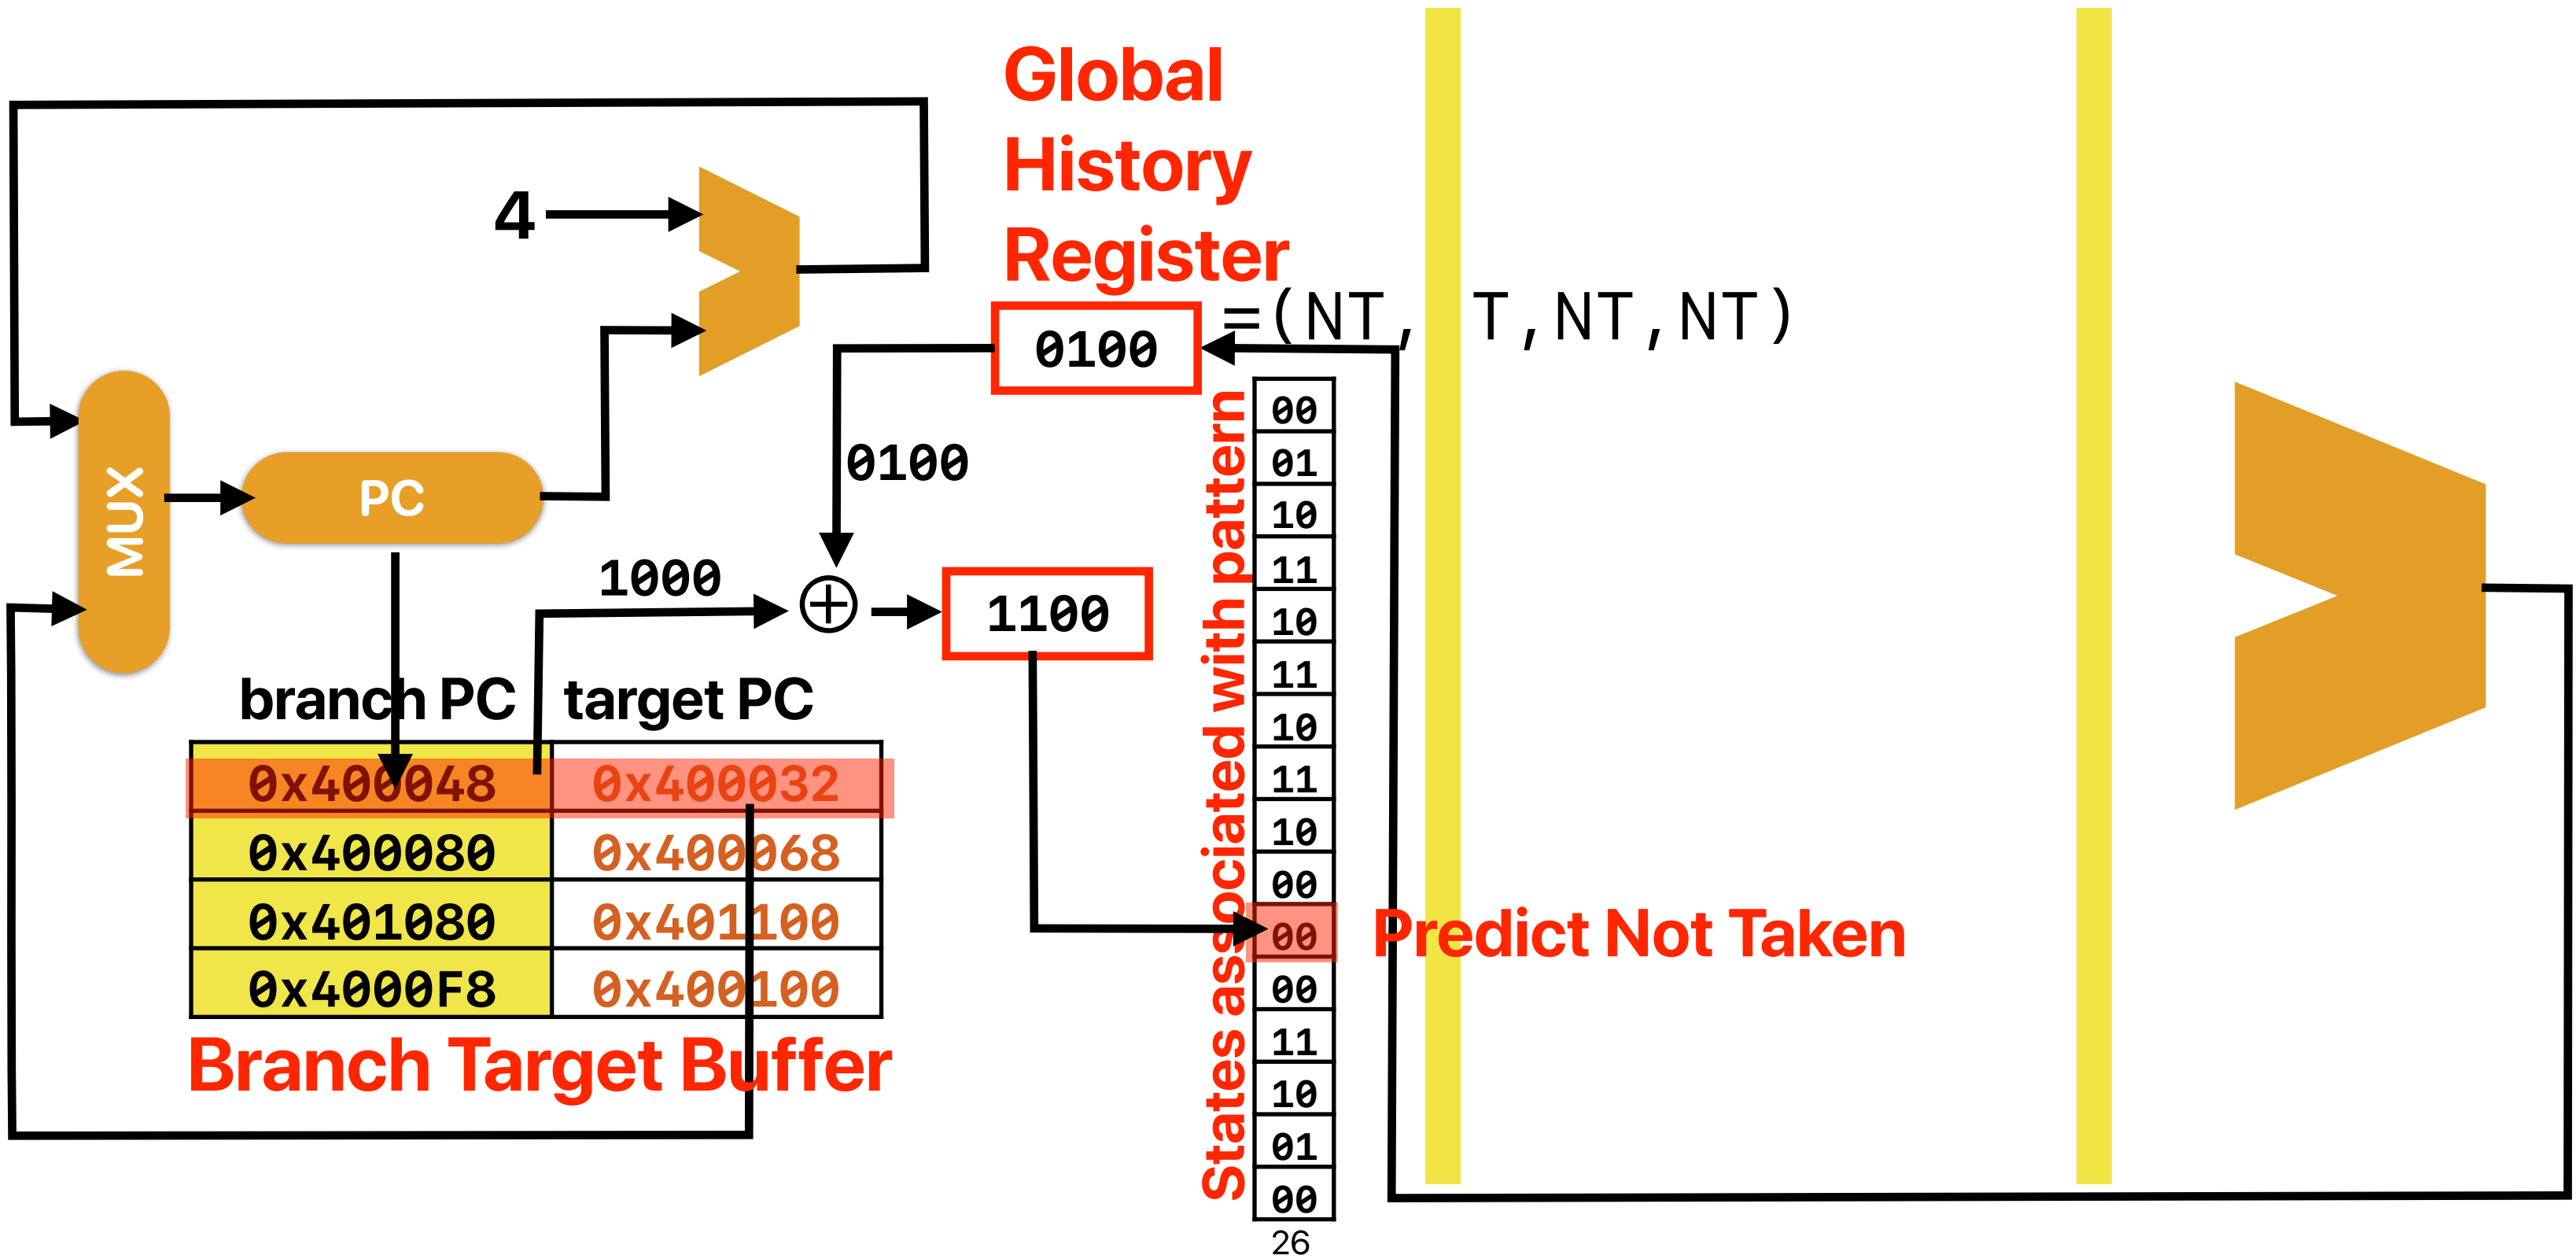 Global
History
Register
4
=(NT, T,NT,NT)
0100
0100
MUX
PC
1000
⊕
1100
branch PC target PC
0x400048 0x400032
0x400080 0x400068
0x401080 0x401100
0x4000F8 0x400100
Branch Target Buffer
States associated with pattern
00
01
10
11
10
11
10
11
10
00
00
00
11
10
01
00
Predict Not Taken
26